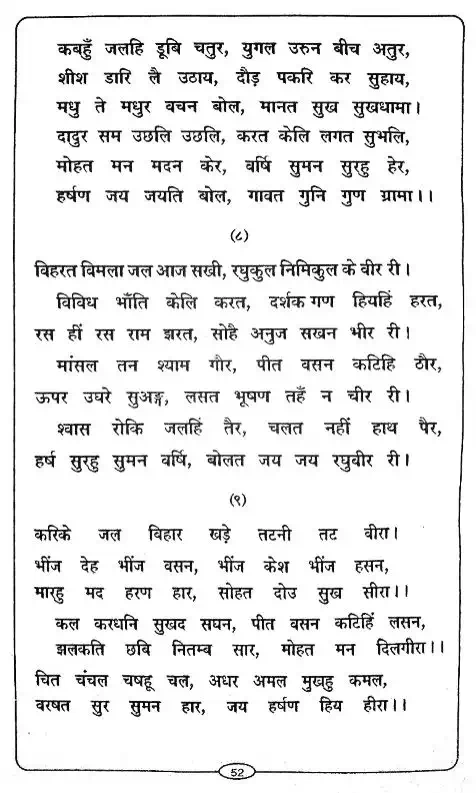 कबहुँ जलहि डूबि चतुर, युगल उरुन बीच अतुर,
शीश डारि लै उठाय, दौड़ पकरि कर सुहाय,
मधु ते मधुर वचन बोल, मानत सुख सुखधामा।
दादुर सम उछलि उछलि, करत केलि लगत सुभलि,
मोहत मन मदन केर, वर्षि सुमन सुरहु हेर,
हर्षण जय जयति बोल, गावत गुनि गुण ग्रामा।।
(८)
विहरत विमला जल आज सखी, रघुकुल निमिकुल के वीर री।
विविध भाँति केलि करत, दर्शक गण हियहिं हरत,
रस हीं रस राम झरत, सोहै अनुज सखन भीर री।
मांसल तन श्याम गौर, पीत वसन कटिहि ठौर,
ऊपर उघरे सुअङ्ग, लसत भूषण तहँ न चीर री।
श्वास रोकि जलहिं तैर, चलत नहीं हाथ पैर,
हर्ष सुरहु सुमन वर्षि, बोलत जय जय रघुवीर री।
(९)
करिके जल विहार खड़े तटनी तट वीरा।
भींज देह भींज वसन, भींज केश भींज हसन,
मारहु मद हरण हार, सोहत दोउ सुख सीरा।।
कल करधनि सुखद सघन, पीत वसन कटिहिं लसन,
झलकति छवि नितम्ब सार, मोहत मन दिलगीरा।।
चित चंचल चषहू चल, अधर अमल मुखहु कमल,
वरषत सुर सुमन हार, जय हर्षण हिय हीरा।।
52